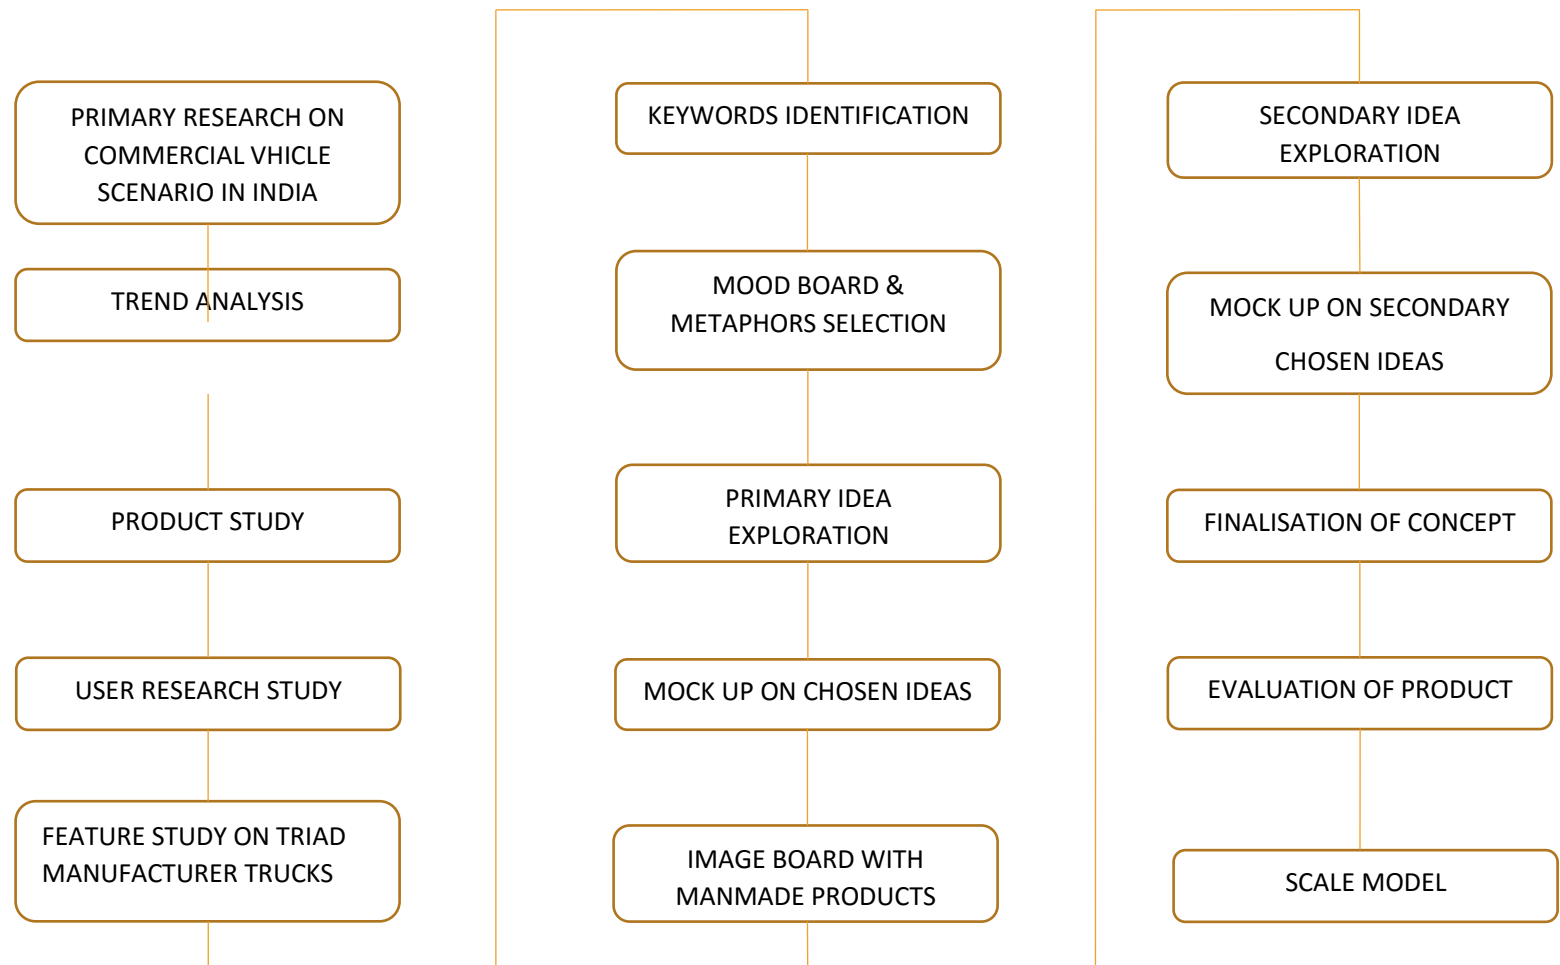 PRIMARY RESEARCH ON
COMMERCIAL VHICLE
SCENARIO IN INDIA
TREND ANALYSIS
PRODUCT STUDY
USER RESEARCH STUDY
FEATURE STUDY ON TRIAD
MANUFACTURER TRUCKS
KEYWORDS IDENTIFICATION
MOOD BOARD &
METAPHORS SELECTION
PRIMARY IDEA
EXPLORATION
MOCK UP ON CHOSEN IDEAS
IMAGE BOARD WITH
MANMADE PRODUCTS
SECONDARY IDEA
EXPLORATION
MOCK UP ON SECONDARY
CHOSEN IDEAS
FINALISATION OF CONCEPT
EVALUATION OF PRODUCT
SCALE MODEL